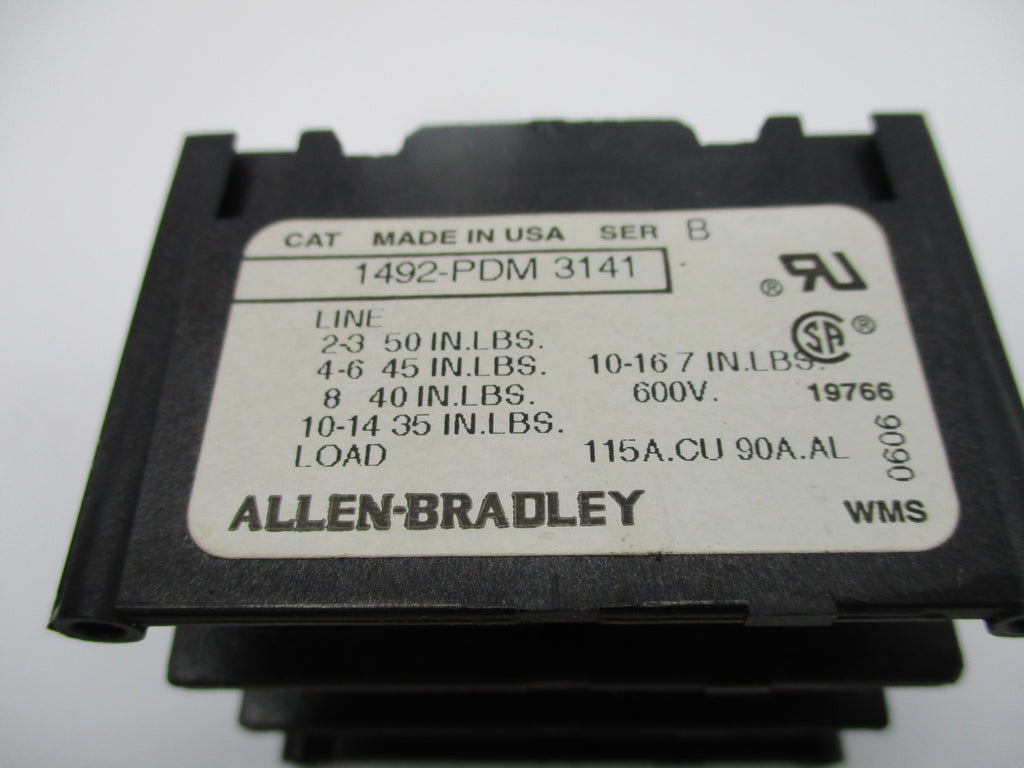 CAT MADE IN USA SER B
1492-PDM 3141
LINE
2-3 50 IN.LBS.
4-6 45 IN.LBS. 10-16 7 IN.LBS.
8 40 IN.LBS. 600V.
10-14 35 IN.LBS.
LOAD 115A.CU 90A.AL
ALLEN-BRADLEY
® RU
SA ®
19766
0606
WMS